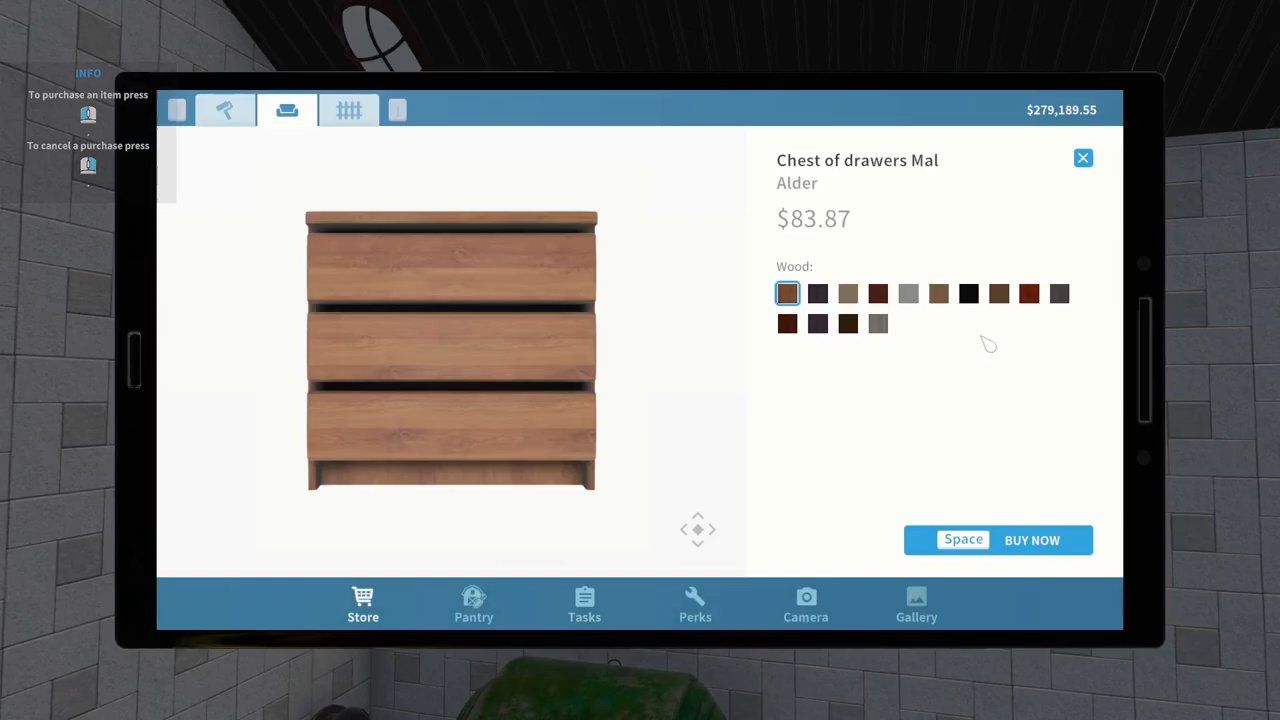 INFO
To purchase an item press
.
To cancel a purchase press
.
$279,189.55
Chest of drawers Mal
Alder
$83.87
Wood:
Space BUY NOW
Store Pantry Tasks Perks Camera Gallery